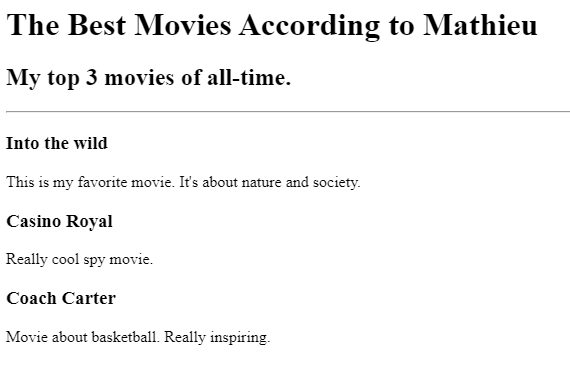 The Best Movies According to Mathieu
My top 3 movies of all-time.
Into the wild
This is my favorite movie. It's about nature and society.
Casino Royal
Really cool spy movie.
Coach Carter
Movie about basketball. Really inspiring.